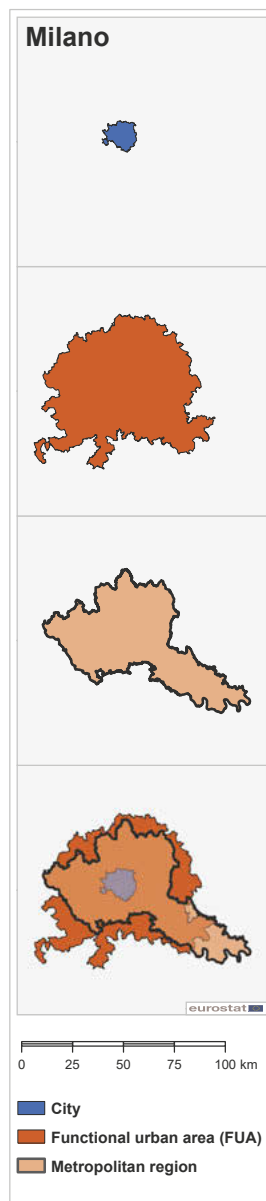 Milano
eurostat
0 25 50 75 100 km
City
Functional urban area (FUA)
Metropolitan region